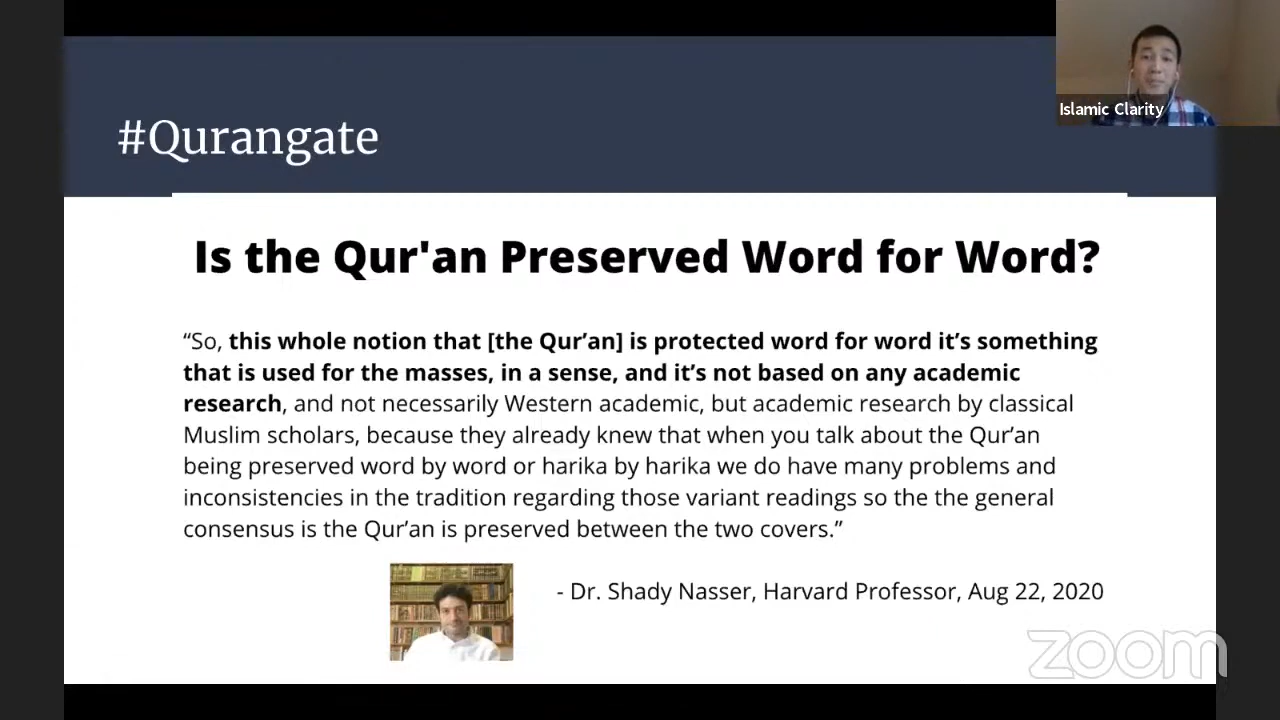 Islamic Clarity
#Qurangate
Is the Qur'an Preserved Word for Word?
“So, this whole notion that [the Qur’an] is protected word for word it’s something
that is used for the masses, in a sense, and it’s not based on any academic
research, and not necessarily Western academic, but academic research by classical
Muslim scholars, because they already knew that when you talk about the Qur’an
being preserved word by word or harika by harika we do have many problems and
inconsistencies in the tradition regarding those variant readings so the the general
consensus is the Qur’an is preserved between the two covers.”
- Dr. Shady Nasser, Harvard Professor, Aug 22, 2020
zoom